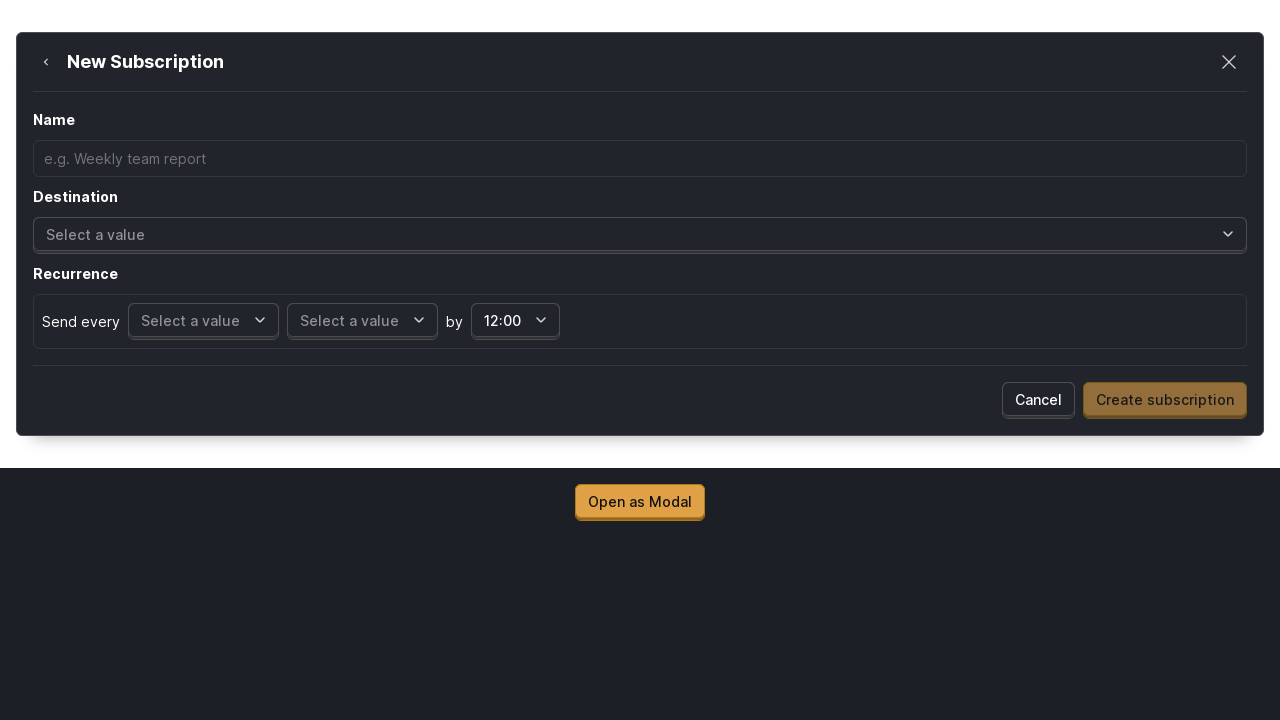 New Subscription
Name
e.g. Weekly team report
Destination
Select a value
Recurrence
Send every Select a value Select a value by 12:00
Cancel Create subscription
Open as Modal